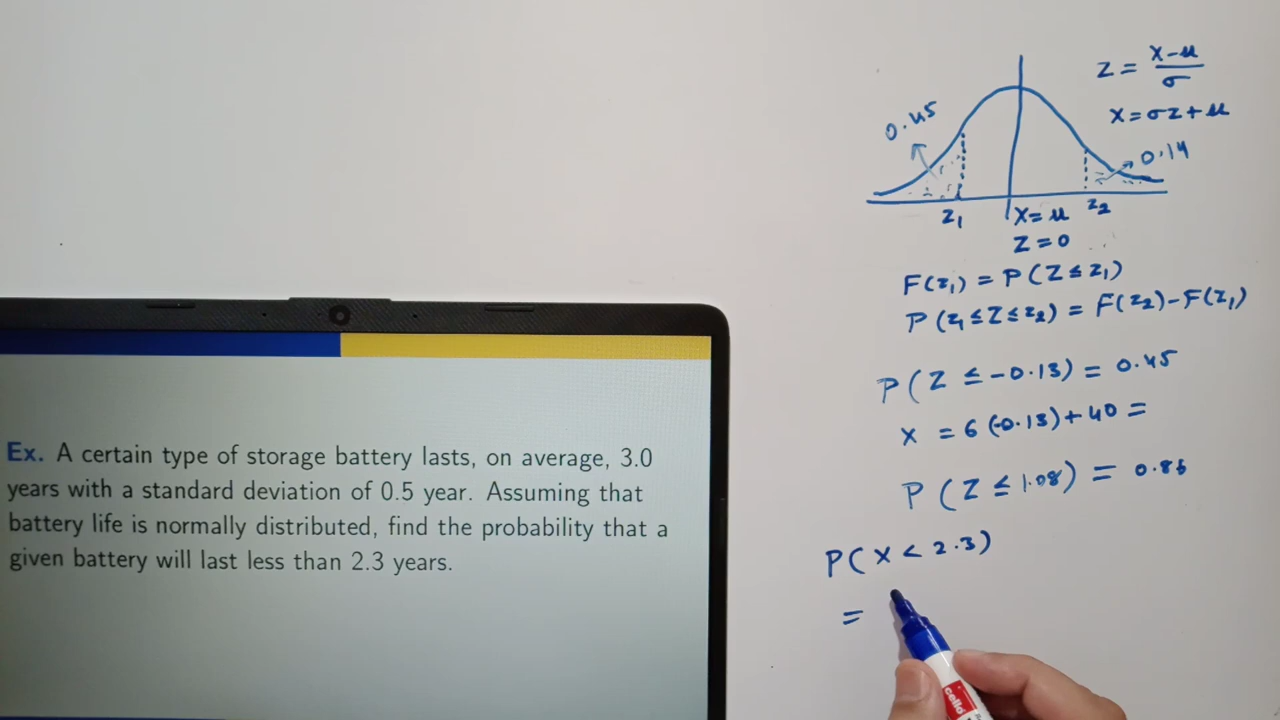 Ex. A certain type of storage battery lasts, on average, 3.0
years with a standard deviation of 0.5 year. Assuming that
battery life is normally distributed, find the probability that a
given battery will last less than 2.3 years.
Z = X-μ / σ
X = σZ + μ
0.45
0.14
z₁
X = μ
z₂
Z = 0
F(z₁) = P(Z ≤ z₁)
P(z₁ ≤ Z ≤ z₂) = F(z₂) - F(z₁)
P(Z ≤ -0.13) = 0.45
X = 6(-0.13) + 40 =
P(Z ≤ 1.08) = 0.86
P(X < 2.3)
=
cello